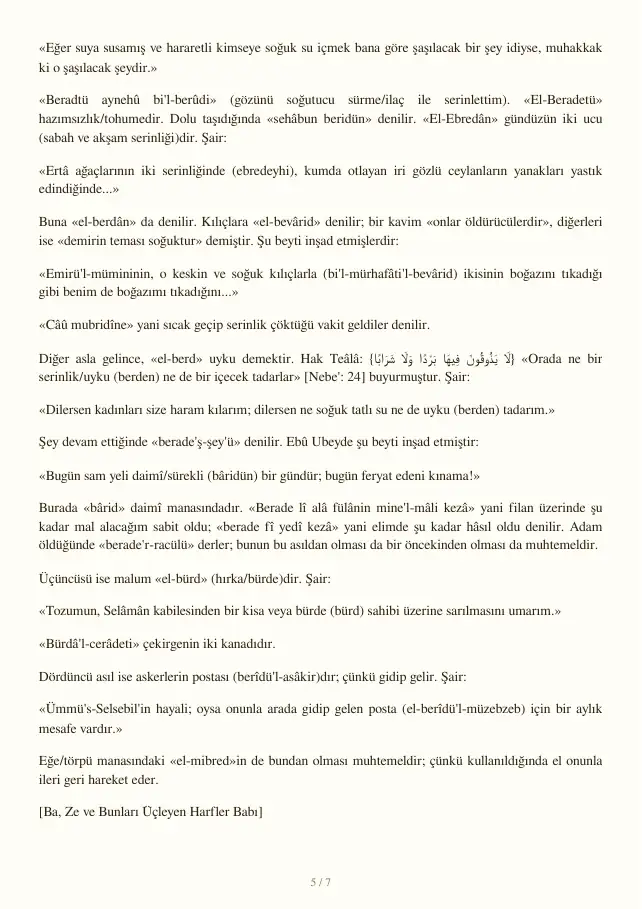 «Eğer suya susamış ve hararetli kimseye soğuk su içmek bana göre şaşılacak bir şey idiyse, muhakkak
ki o şaşılacak şeydir.»
«Beradtü aynehû bi'l-berûdi» (gözünü soğutucu sürme/ilaç ile serinlettim). «El-Beradetü»
hazımsızlık/tohumedir. Dolu taşıdığında «sehâbun beridün» denilir. «El-Ebredân» gündüzün iki ucu
(sabah ve akşam serinliği)dir. Şair:
«Ertâ ağaçlarının iki serinliğinde (ebredeyhi), kumda otlayan iri gözlü ceylanların yanakları yastık
edindiğinde...»
Buna «el-berdân» da denilir. Kılıçlara «el-bevârid» denilir; bir kavim «onlar öldürücülerdir», diğerleri
ise «demirin teması soğuktur» demiştir. Şu beyti inşad etmişlerdir:
«Emirü'l-mümininin, o keskin ve soğuk kılıçlarla (bi'l-mürhafâti'l-bevârid) ikisinin boğazını tıkadığı
gibi benim de boğazımı tıkadığını...»
«Câû mubridîne» yani sıcak geçip serinlik çöktüğü vakit geldiler denilir.
Diğer asla gelince, «el-berd» uyku demektir. Hak Teâlâ: {لَا يَذُوقُونَ فِيهَا بَرْدًا وَلَا شَرَابًا} «Orada ne bir
serinlik/uyku (berden) ne de bir içecek tadarlar» [Nebe': 24] buyurmuştur. Şair:
«Dilersen kadınları size haram kılarım; dilersen ne soğuk tatlı su ne de uyku (berden) tadarım.»
Şey devam ettiğinde «berade'ş-şey'ü» denilir. Ebû Ubeyde şu beyti inşad etmiştir:
«Bugün sam yeli daimî/sürekli (bâridün) bir gündür; bugün feryat edeni kınama!»
Burada «bârid» daimî manasındadır. «Berade lî alâ fülânin mine'l-mâli kezâ» yani filan üzerinde şu
kadar mal alacağım sabit oldu; «berade fî yedî kezâ» yani elimde şu kadar hâsıl oldu denilir. Adam
öldüğünde «berade'r-racülü» derler; bunun bu asıldan olması da bir öncekinden olması da muhtemeldir.
Üçüncüsü ise malum «el-bürd» (hırka/bürde)dir. Şair:
«Tozumun, Selâmân kabilesinden bir kisa veya bürde (bürd) sahibi üzerine sarılmasını umarım.»
«Bürdâ'l-cerâdeti» çekirgenin iki kanadıdır.
Dördüncü asıl ise askerlerin postası (berîdü'l-asâkir)dır; çünkü gidip gelir. Şair:
«Ümmü's-Selsebil'in hayali; oysa onunla arada gidip gelen posta (el-berîdü'l-müzebzeb) için bir aylık
mesafe vardır.»
Eğe/törpü manasındaki «el-mibred»in de bundan olması muhtemeldir; çünkü kullanıldığında el onunla
ileri geri hareket eder.
[Ba, Ze ve Bunları Üçleyen Harfler Babı]
5 / 7